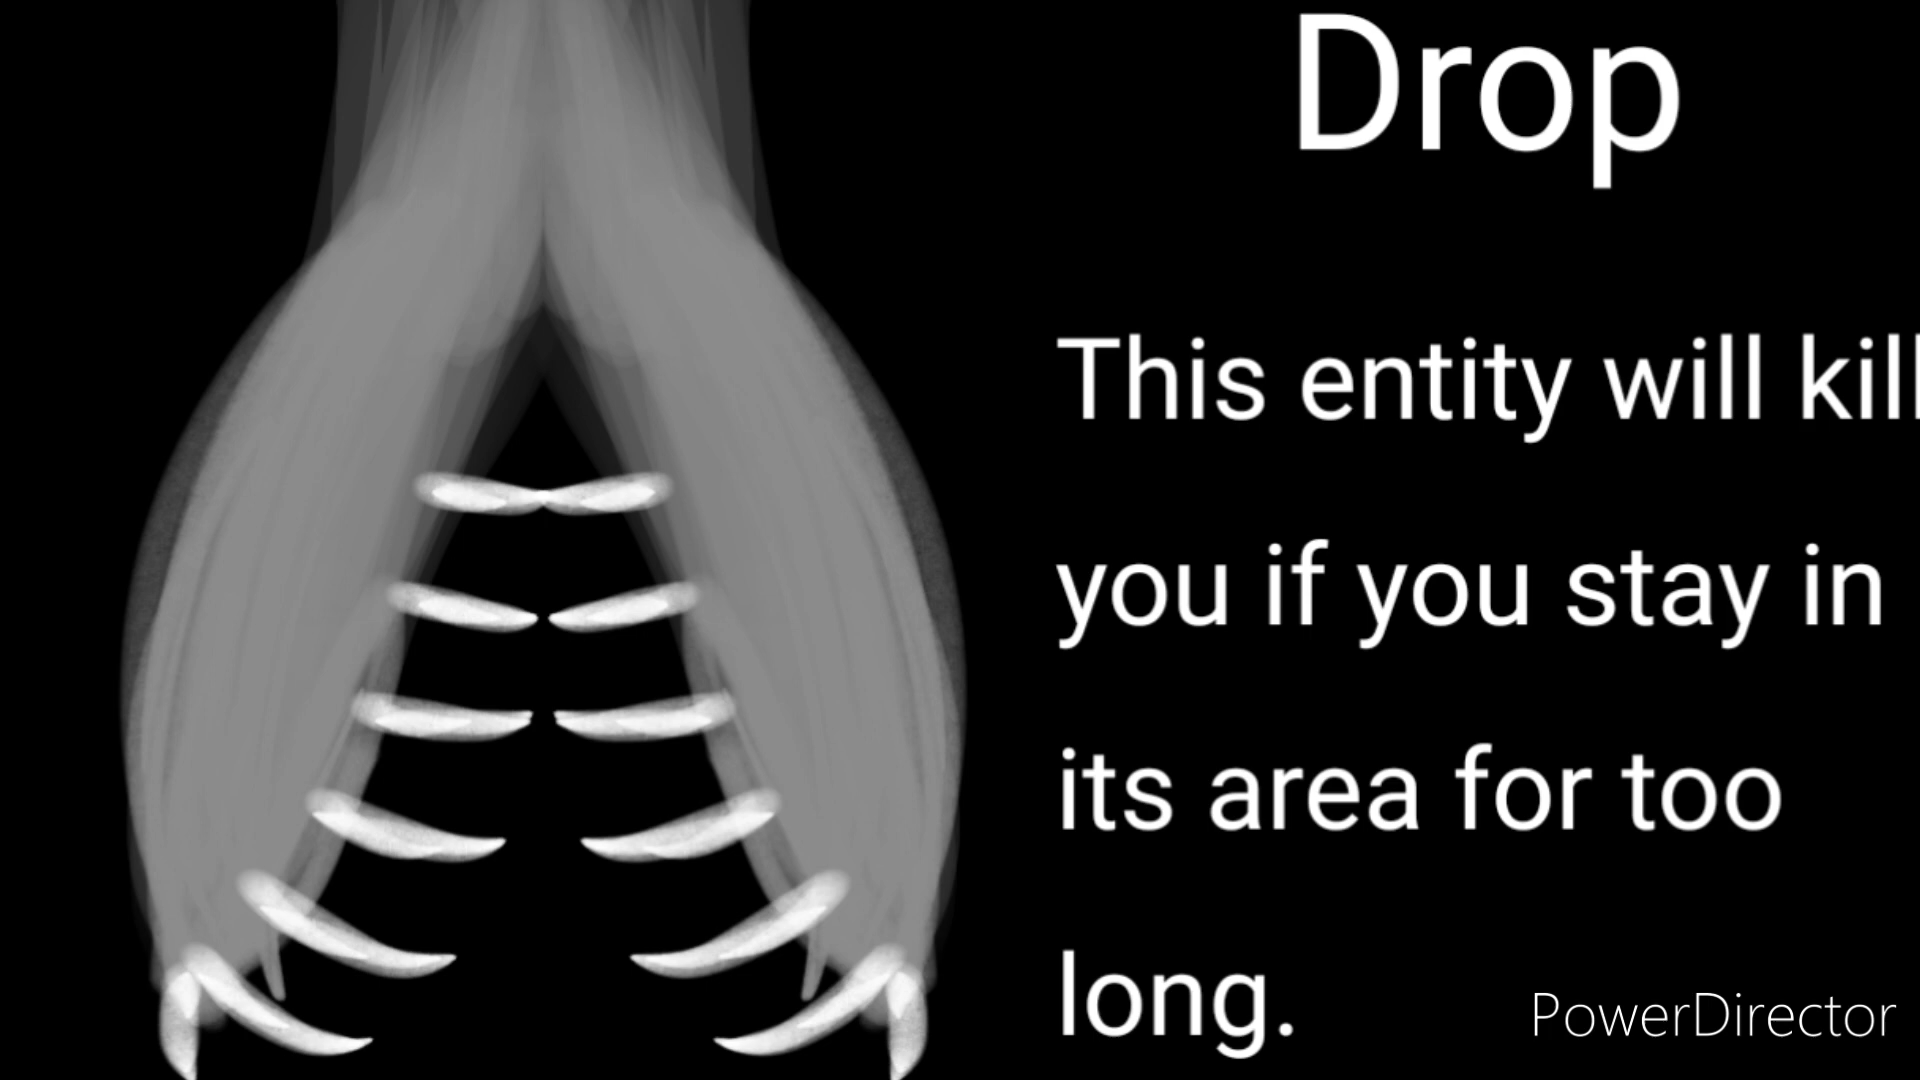 Drop
This entity will kill
you if you stay in
its area for too
long.
PowerDirector